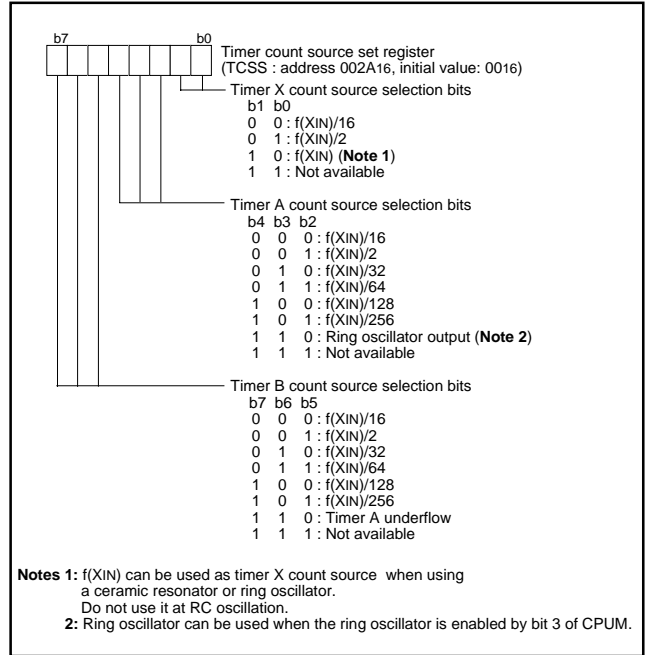 b7 b0
Timer count source set register
(TCSS : address 002A16, initial value: 0016)
Timer X count source selection bits
b1 b0
0 0 : f(XIN)/16
0 1 : f(XIN)/2
1 0 : f(XIN) (Note 1)
1 1 : Not available
Timer A count source selection bits
b4 b3 b2
0 0 0 : f(XIN)/16
0 0 1 : f(XIN)/2
0 1 0 : f(XIN)/32
0 1 1 : f(XIN)/64
1 0 0 : f(XIN)/128
1 0 1 : f(XIN)/256
1 1 0 : Ring oscillator output (Note 2)
1 1 1 : Not available
Timer B count source selection bits
b7 b6 b5
0 0 0 : f(XIN)/16
0 0 1 : f(XIN)/2
0 1 0 : f(XIN)/32
0 1 1 : f(XIN)/64
1 0 0 : f(XIN)/128
1 0 1 : f(XIN)/256
1 1 0 : Timer A underflow
1 1 1 : Not available
Notes 1: f(XIN) can be used as timer X count source when using
a ceramic resonator or ring oscillator.
Do not use it at RC oscillation.
2: Ring oscillator can be used when the ring oscillator is enabled by bit 3 of CPUM.